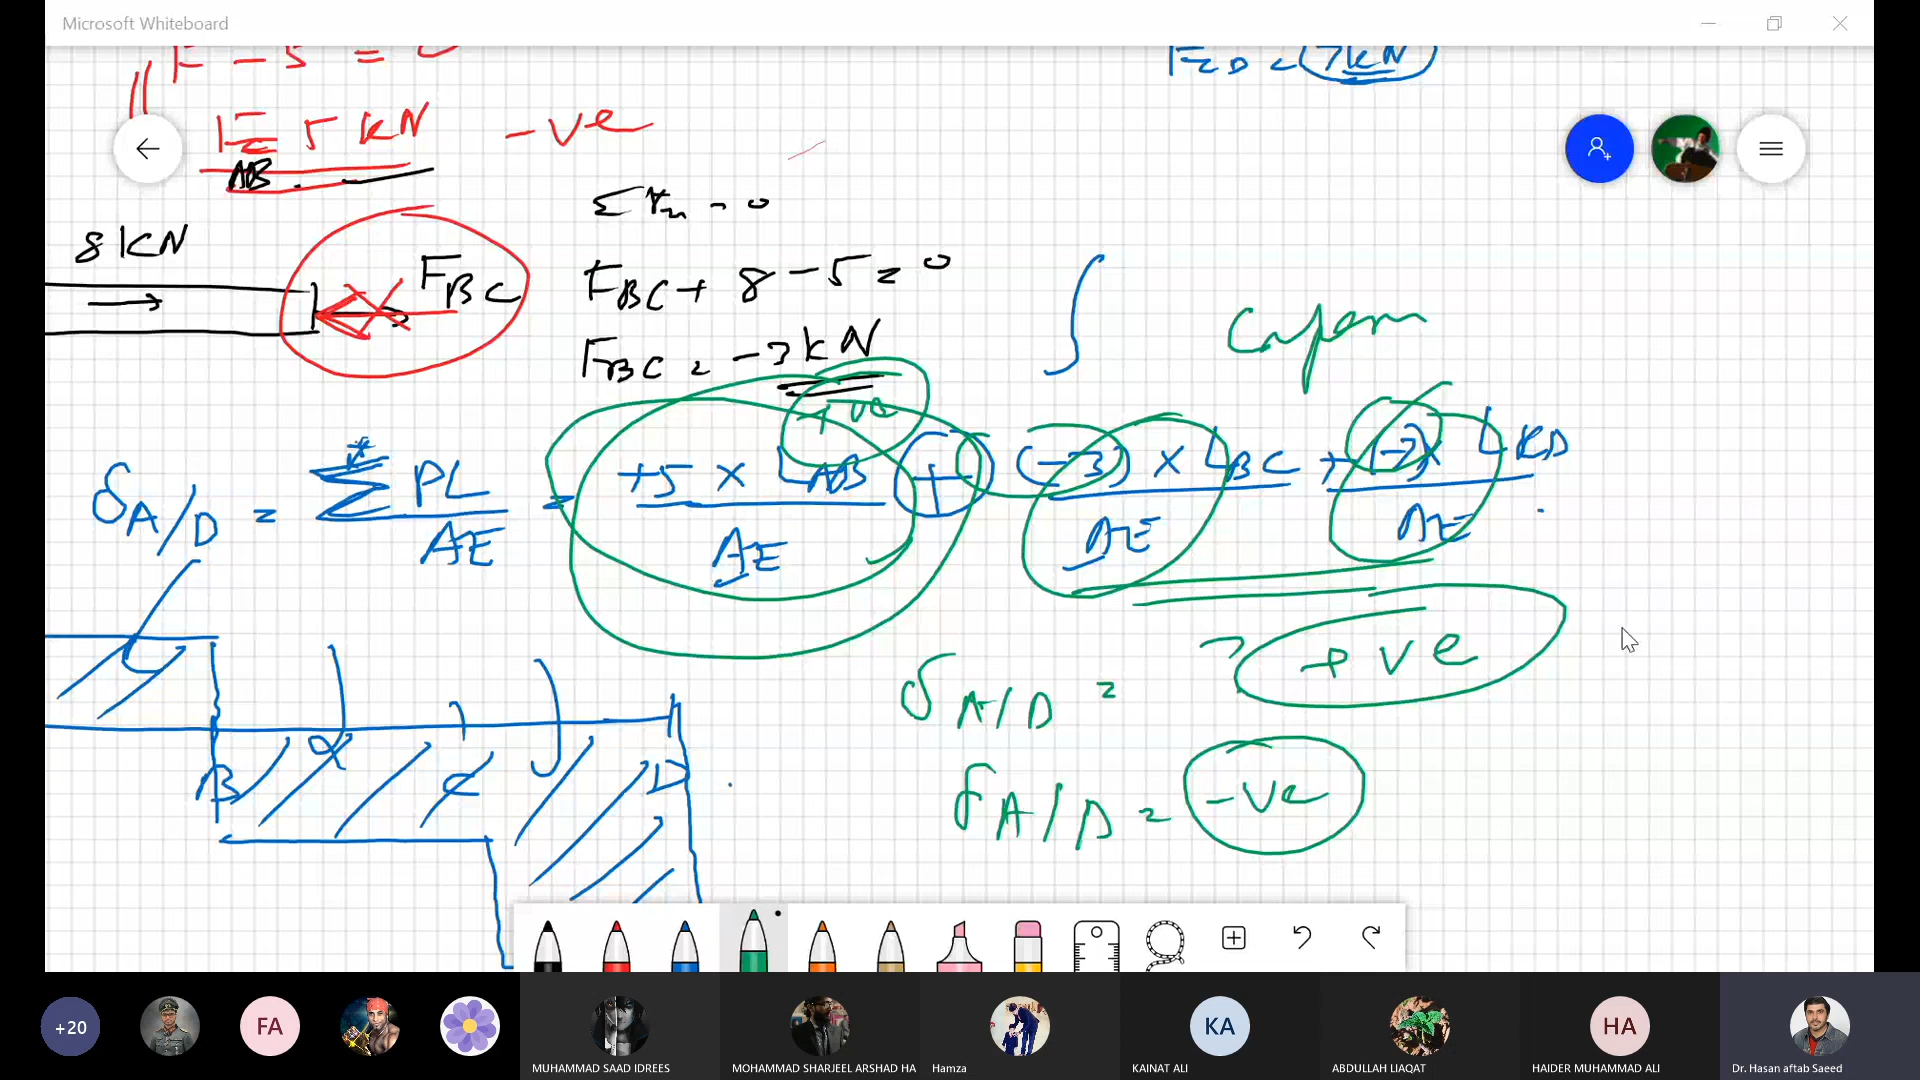 Microsoft Whiteboard
F - 5 = 0
F = 5 kN - ve
AB
F = 7kN
ΣFx = 0
8 KN
FBC
FBC + 8 - 5 = 0
FBC = -3 kN
+ ve
δA/D = Σ PL / AE = +5 × LAB / AE + (-3) × LBC / AE + (-7) × L / AE
δA/D = + ve
δA/D = - ve
B C D
+20
FA
KA
HA
MUHAMMAD SAAD IDREES
MOHAMMAD SHARJEEL ARSHAD HA
Hamza
KAINAT ALI
ABDULLAH LIAQAT
HAIDER MUHAMMAD ALI
Dr. Hasan aftab Saeed